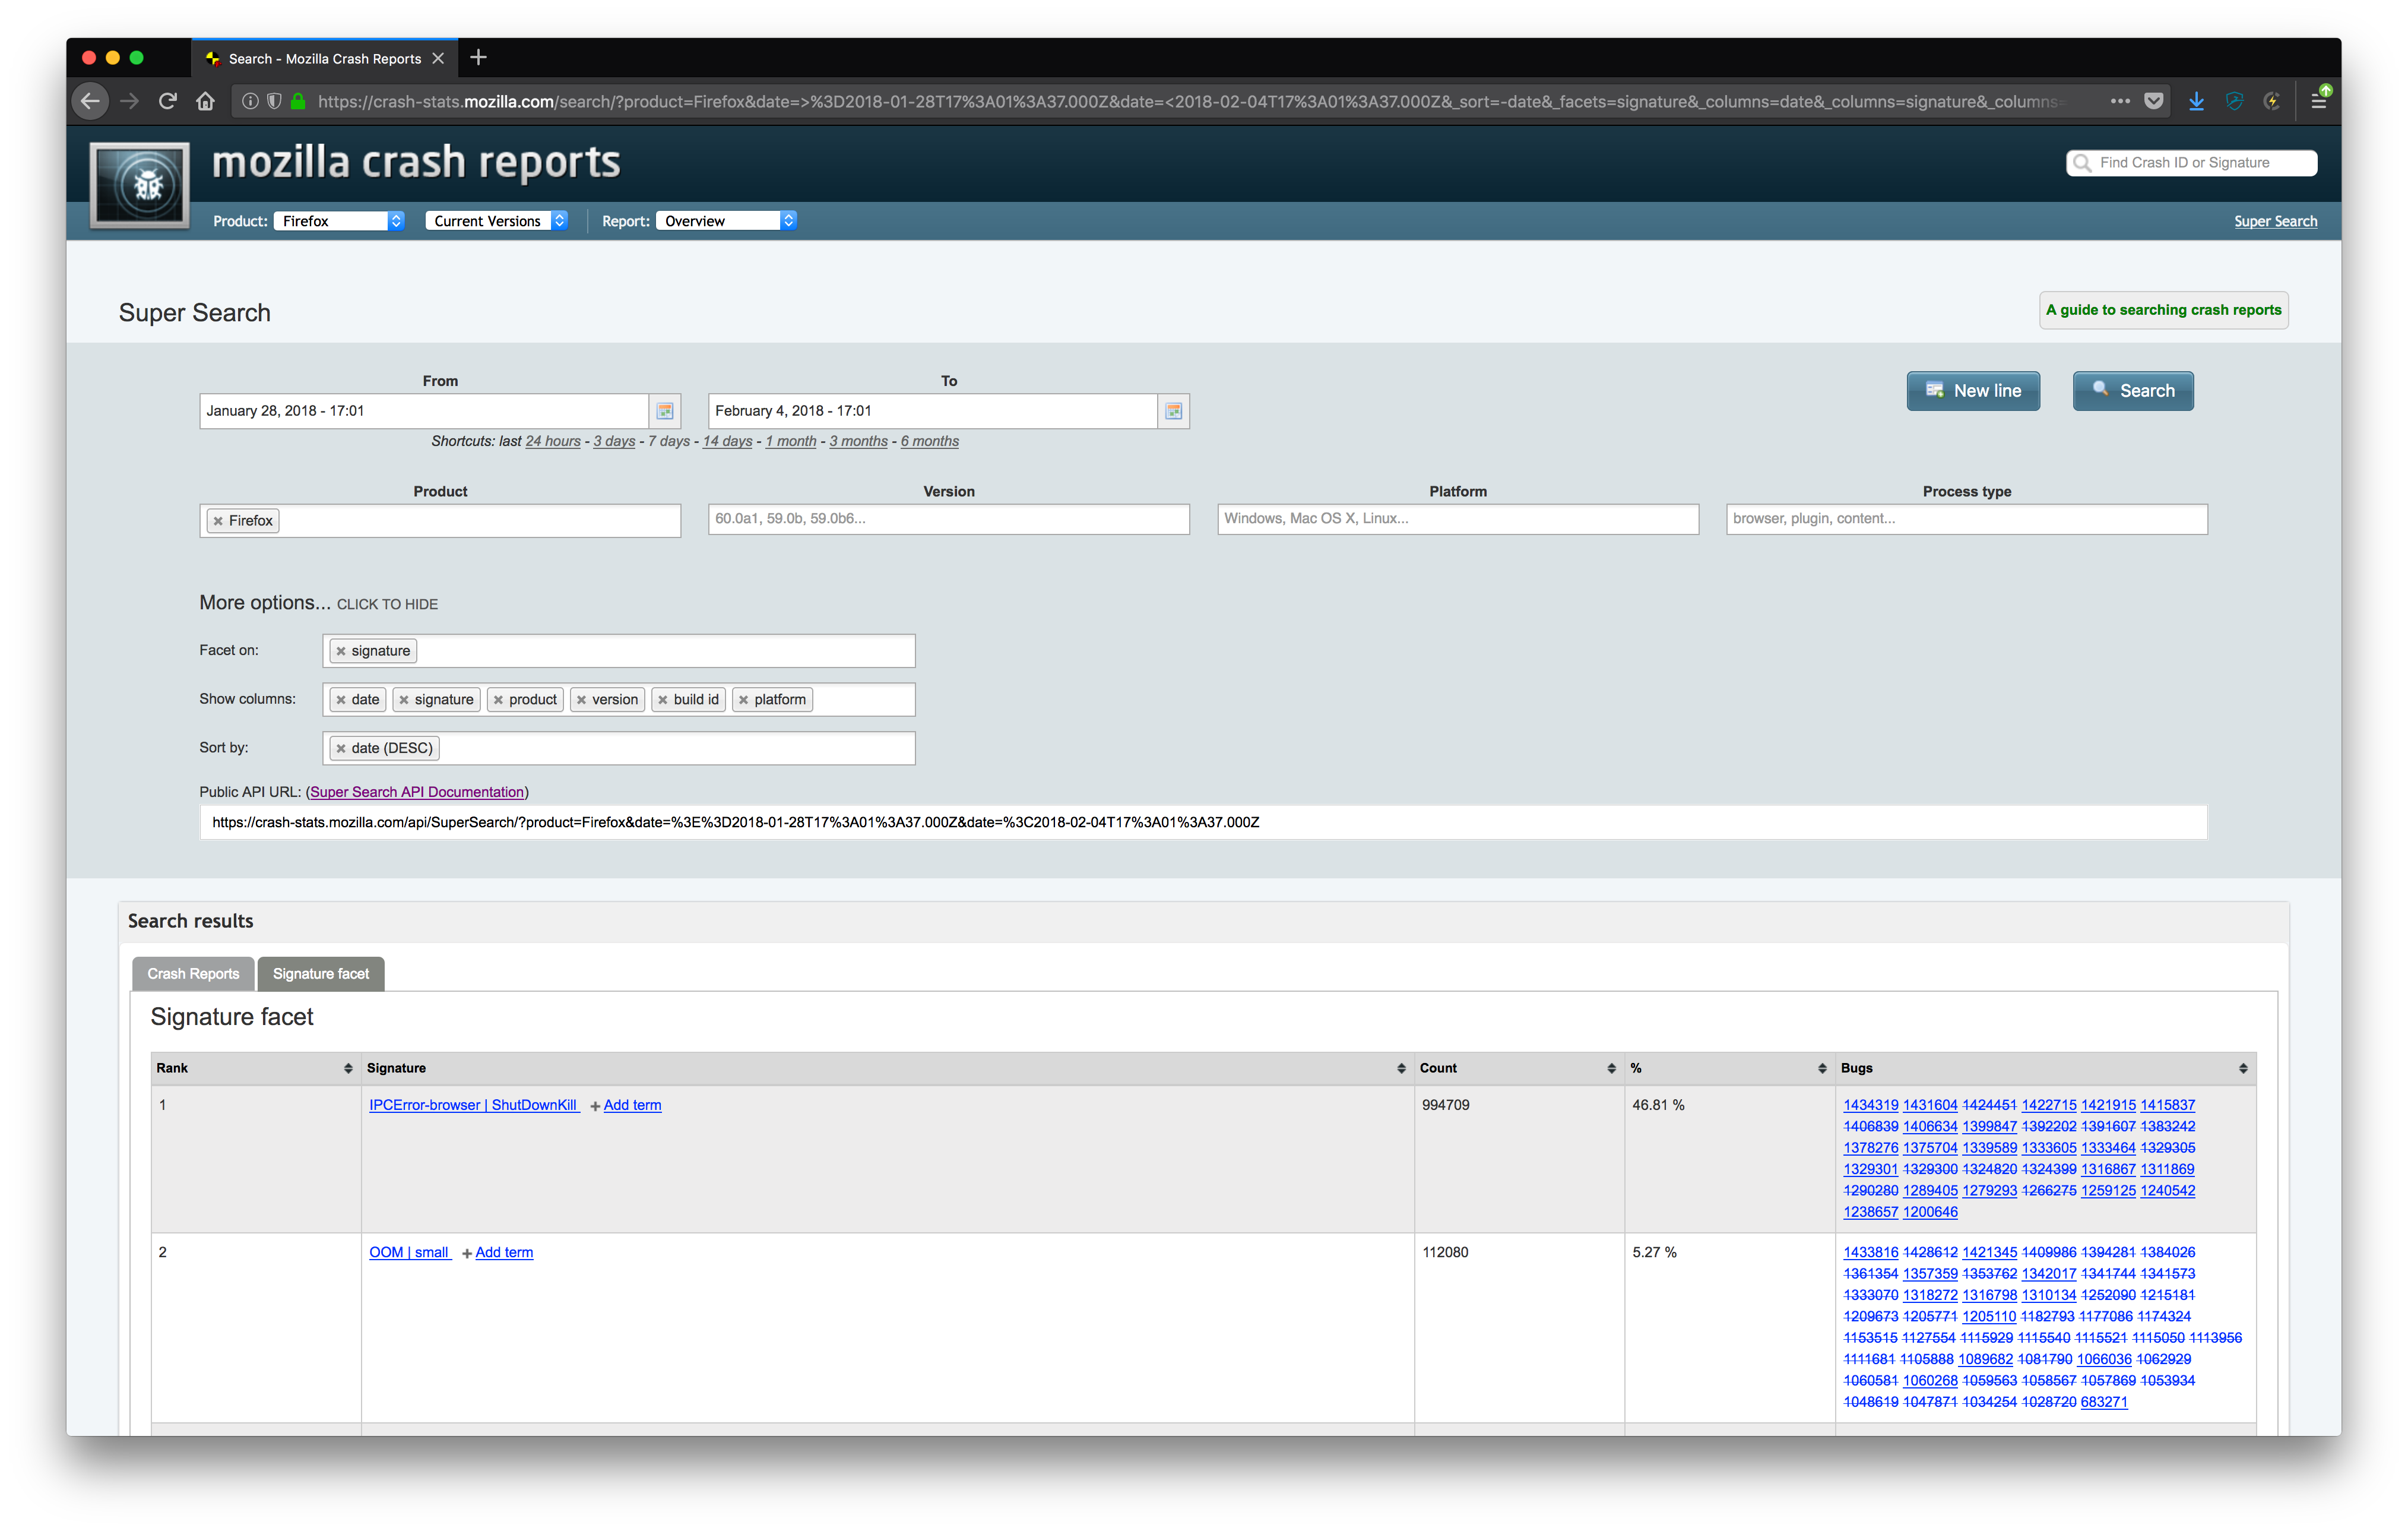 Search - Mozilla Crash Reports
https://crash-stats.mozilla.com/search/?product=Firefox&date=>%3D2018-01-28T17%3A01%3A37.000Z&date=<2018-02-04T17%3A01%3A37.000Z&_sort=-date&_facets=signature&_columns=date&_columns=signature&_columns=
mozilla crash reports
Find Crash ID or Signature
Product: Firefox Current Versions Report: Overview Super Search
Super Search
A guide to searching crash reports
From To
New line Search
January 28, 2018 - 17:01 February 4, 2018 - 17:01
Shortcuts: last 24 hours - 3 days - 7 days - 14 days - 1 month - 3 months - 6 months
Product Version Platform Process type
Firefox 60.0a1, 59.0b, 59.0b6... Windows, Mac OS X, Linux... browser, plugin, content...
More options... CLICK TO HIDE
Facet on: signature
Show columns: date signature product version build id platform
Sort by: date (DESC)
Public API URL: (Super Search API Documentation)
https://crash-stats.mozilla.com/api/SuperSearch/?product=Firefox&date=%3E%3D2018-01-28T17%3A01%3A37.000Z&date=%3C2018-02-04T17%3A01%3A37.000Z
Search results
Crash Reports Signature facet
Signature facet
Rank Signature Count % Bugs
1 IPCError-browser | ShutDownKill + Add term 994709 46.81 % 1434319 1431604 1424451 1422715 1421915 1415837
1406839 1406634 1399847 1392202 1391607 1383242
1378276 1375704 1339589 1333605 1333464 1329305
1329301 1329300 1324820 1324399 1316867 1311869
1290280 1289405 1279293 1266275 1259125 1240542
1238657 1200646
2 OOM | small + Add term 112080 5.27 % 1433816 1428612 1421345 1409986 1394281 1384026
1361354 1357359 1353762 1342017 1341744 1341573
1333070 1318272 1316798 1310134 1252090 1215181
1209673 1205771 1205110 1182793 1177086 1174324
1153515 1127554 1115929 1115540 1115521 1115050 1113956
1111681 1105888 1089682 1081790 1066036 1062929
1060581 1060268 1059563 1058567 1057869 1053934
1048619 1047871 1034254 1028720 683271